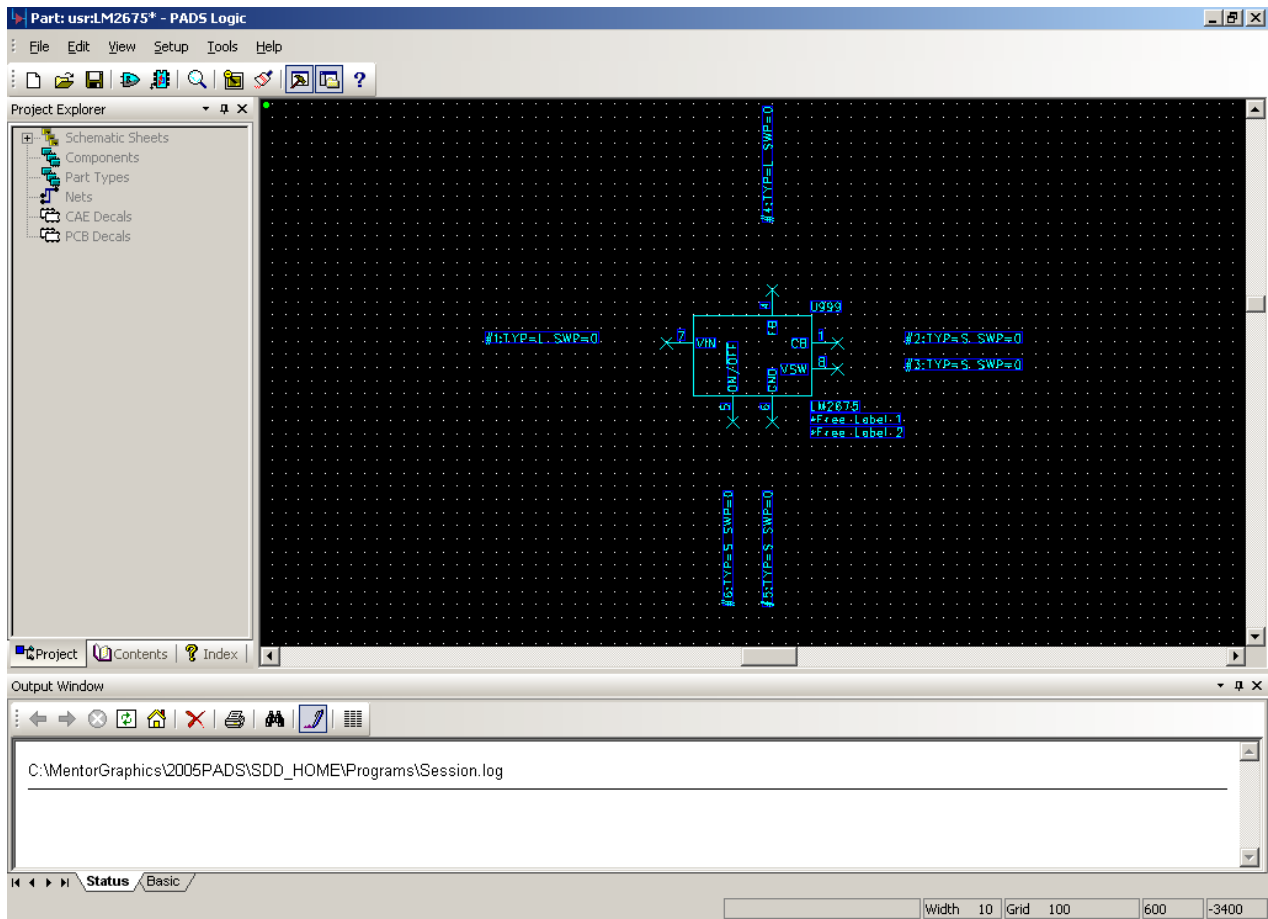 Part: usr:LM2675* - PADS Logic
File Edit View Setup Tools Help
Project Explorer
Schematic Sheets
Components
Part Types
Nets
CAE Decals
PCB Decals
Project Contents Index
#4:TYP=L SWP=0
4
U999
FB
#1:TYP=L SWP=0
7
VIN
CB
1
#2:TYP=S SWP=0
ON/OFF
GND
VSW
8
#3:TYP=S SWP=0
5
6
LM2675
*Free Label 1
*Free Label 2
#6:TYP=S SWP=0
#5:TYP=S SWP=0
Output Window
C:\MentorGraphics\2005PADS\SDD_HOME\Programs\Session.log
Status Basic
Width 10 Grid 100 600 -3400